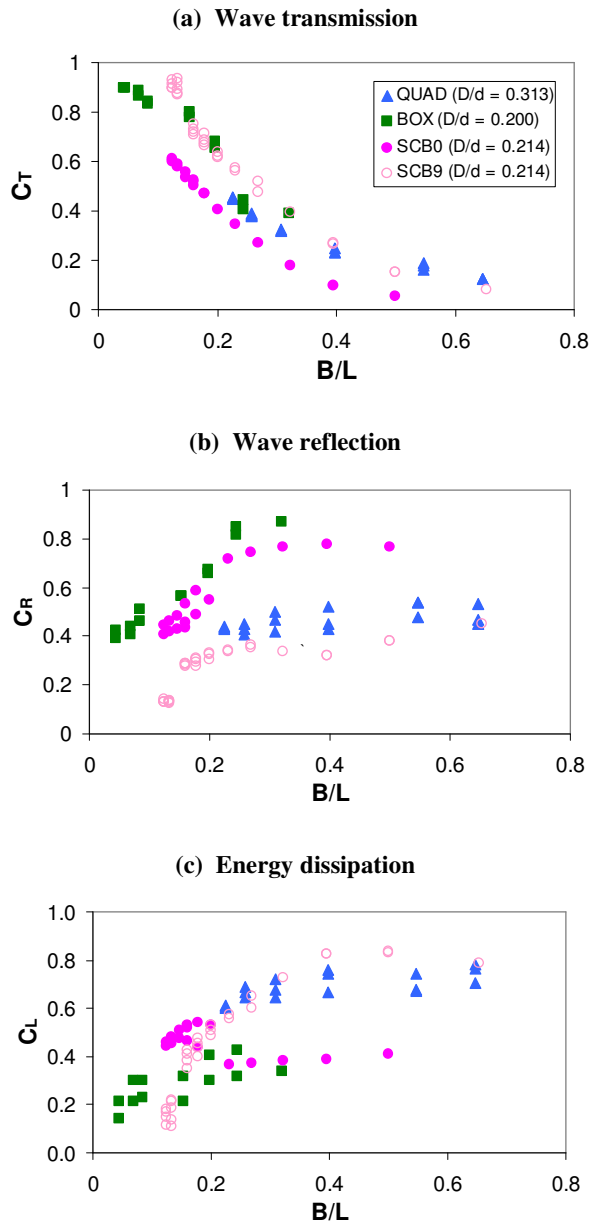 (a) Wave transmission
1
0.8
0.6
0.4
0.2
0
CT
QUAD (D/d = 0.313)
BOX (D/d = 0.200)
SCB0 (D/d = 0.214)
SCB9 (D/d = 0.214)
0 0.2 0.4 0.6 0.8
B/L
(b) Wave reflection
1
0.8
0.6
0.4
0.2
0
CR
0 0.2 0.4 0.6 0.8
B/L
(c) Energy dissipation
1.0
0.8
0.6
0.4
0.2
0.0
CL
0 0.2 0.4 0.6 0.8
B/L